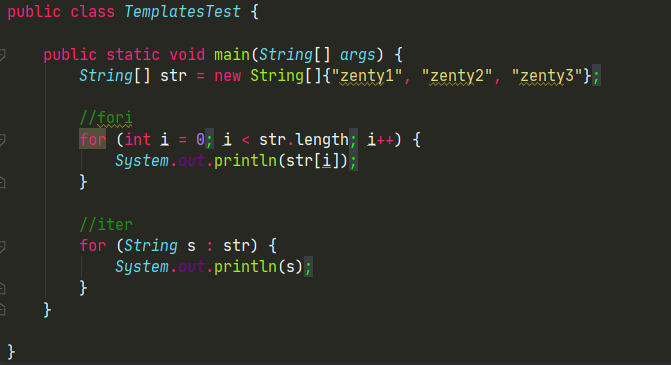 public class TemplatesTest {
public static void main(String[] args) {
String[] str = new String[]{"zenty1", "zenty2", "zenty3"};
//fori
for (int i = 0; i < str.length; i++) {
System.out.println(str[i]);
}
//iter
for (String s : str) {
System.out.println(s);
}
}
}